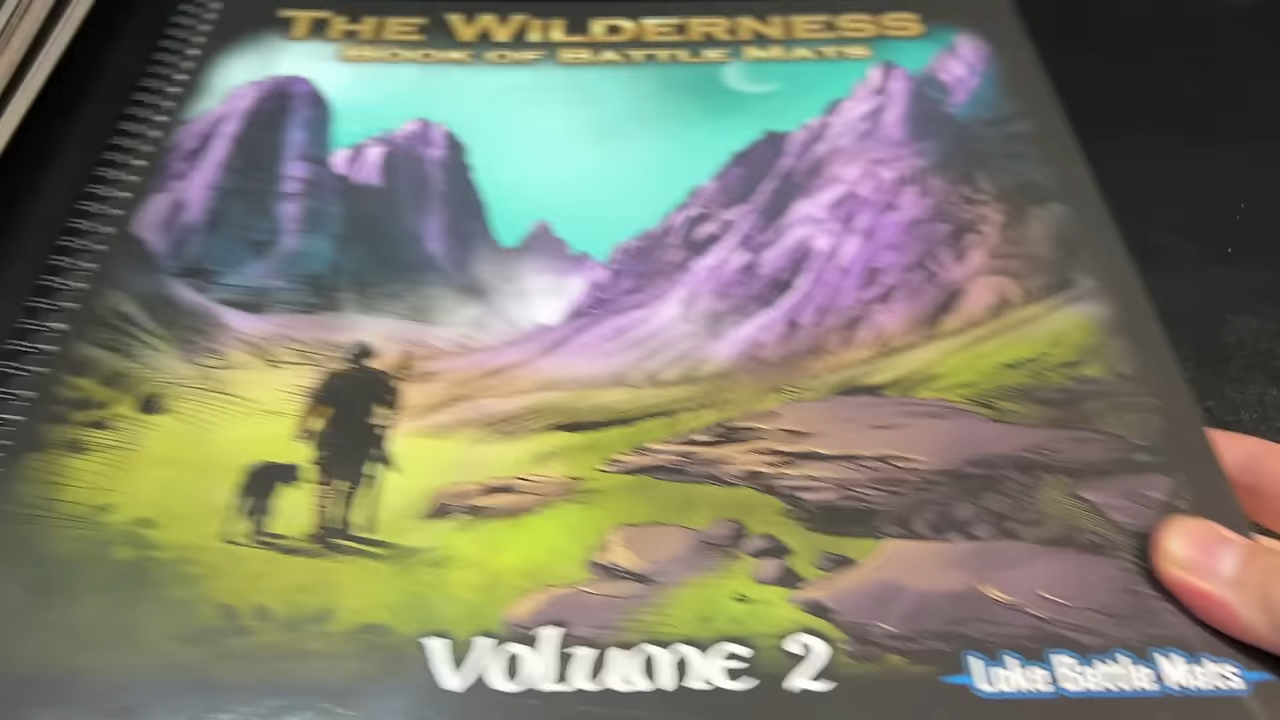 THE WILDERNESS
BOOK OF BATTLE MATS
Volume 2
Loke Battle Mats